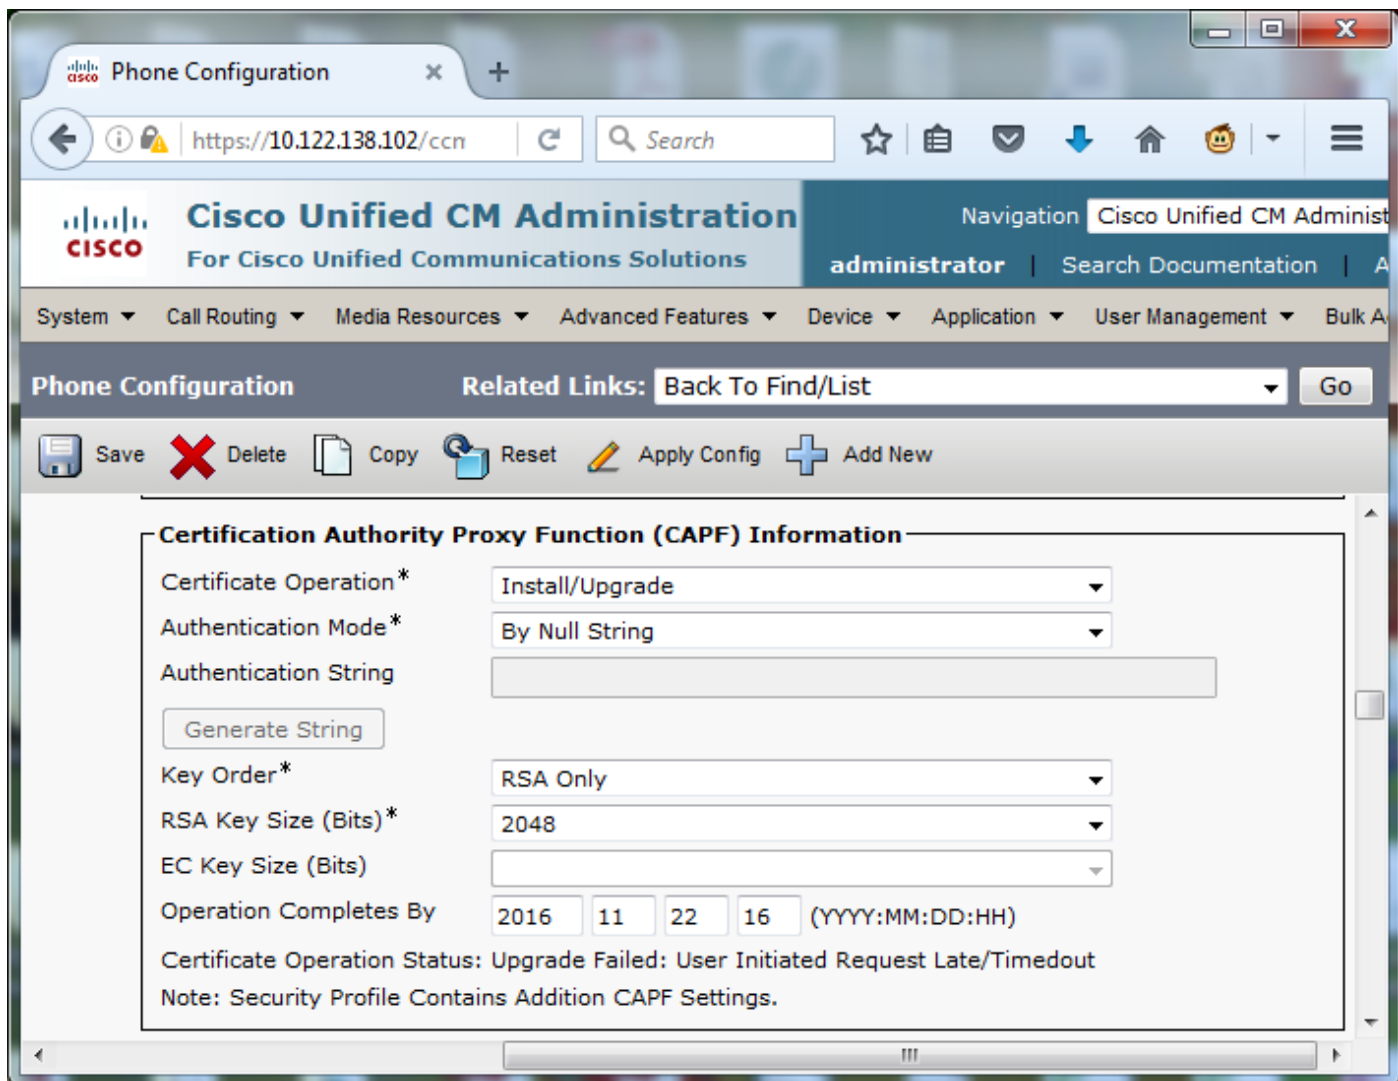 cisco Phone Configuration
https://10.122.138.102/ccn Search
CISCO
Cisco Unified CM Administration
For Cisco Unified Communications Solutions
Navigation Cisco Unified CM Administ
administrator | Search Documentation | A
System Call Routing Media Resources Advanced Features Device Application User Management Bulk A
Phone Configuration Related Links: Back To Find/List Go
Save Delete Copy Reset Apply Config Add New
Certification Authority Proxy Function (CAPF) Information
Certificate Operation* Install/Upgrade
Authentication Mode* By Null String
Authentication String
Generate String
Key Order* RSA Only
RSA Key Size (Bits)* 2048
EC Key Size (Bits)
Operation Completes By 2016 11 22 16 (YYYY:MM:DD:HH)
Certificate Operation Status: Upgrade Failed: User Initiated Request Late/Timedout
Note: Security Profile Contains Addition CAPF Settings.